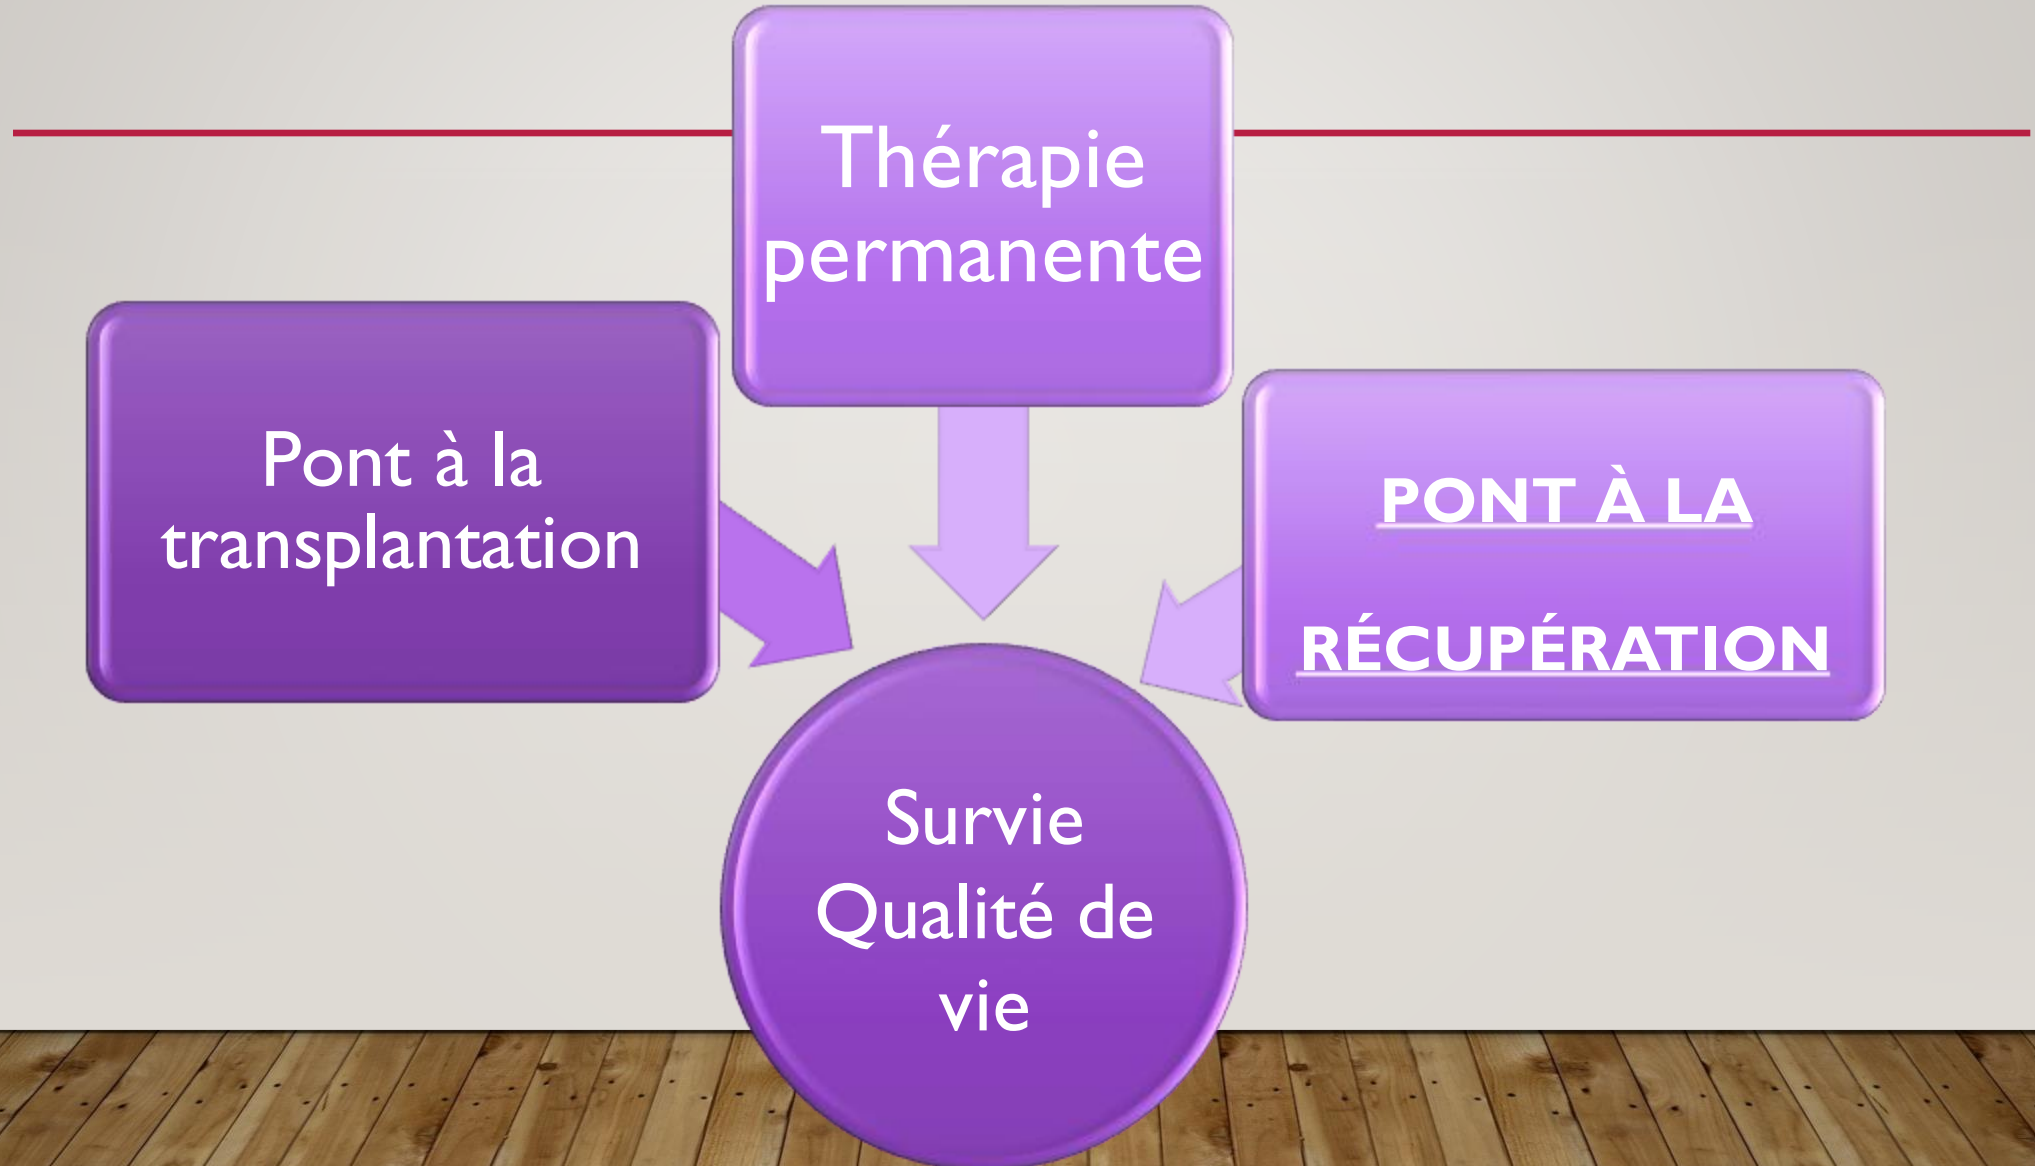 Thérapie
permanente
Pont à la
transplantation
PONT À LA
RÉCUPÉRATION
Survie
Qualité de
vie